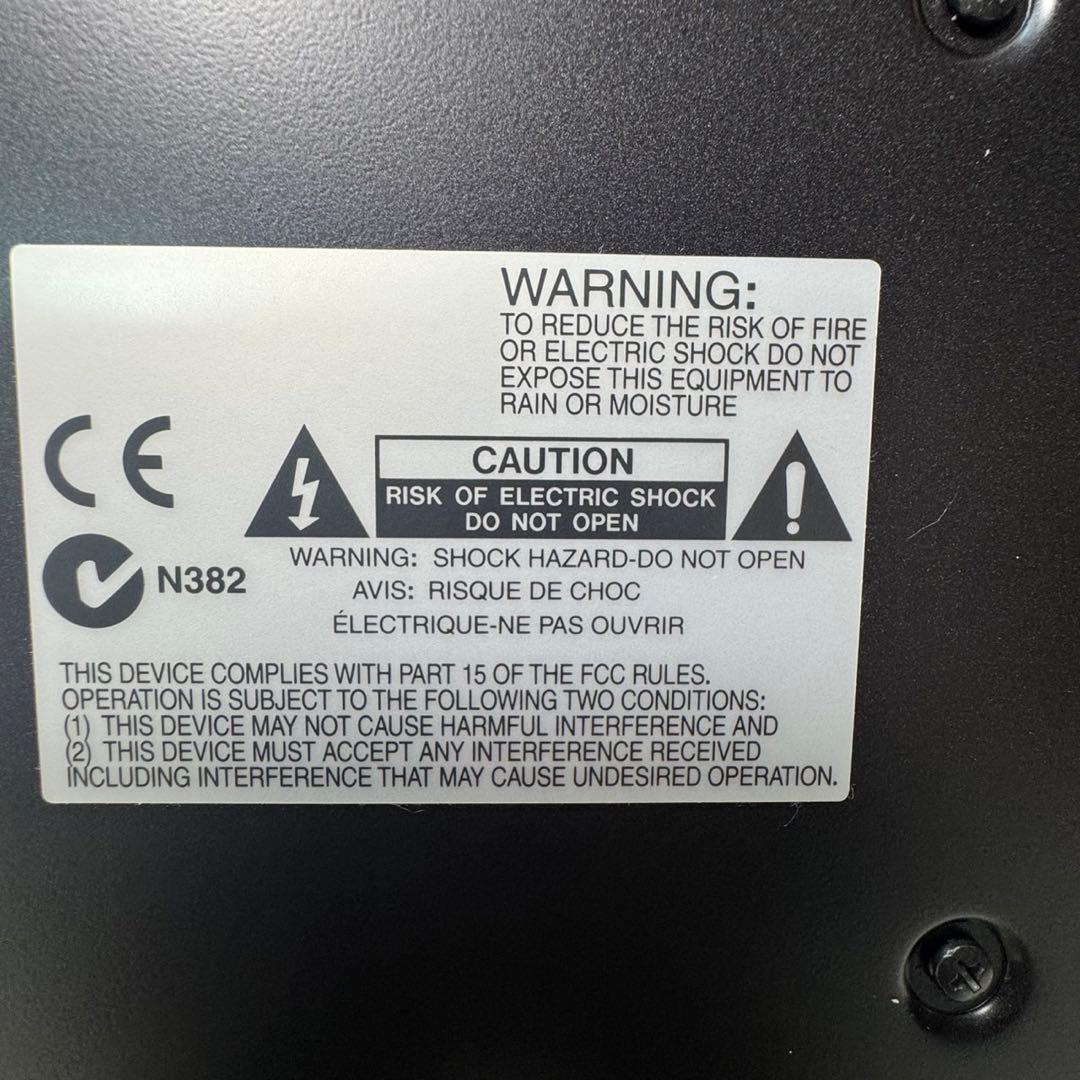 WARNING:
TO REDUCE THE RISK OF FIRE
OR ELECTRIC SHOCK DO NOT
EXPOSE THIS EQUIPMENT TO
RAIN OR MOISTURE
CE
CAUTION
RISK OF ELECTRIC SHOCK
DO NOT OPEN
N382
WARNING: SHOCK HAZARD-DO NOT OPEN
AVIS: RISQUE DE CHOC
ÉLECTRIQUE-NE PAS OUVRIR
THIS DEVICE COMPLIES WITH PART 15 OF THE FCC RULES.
OPERATION IS SUBJECT TO THE FOLLOWING TWO CONDITIONS:
(1) THIS DEVICE MAY NOT CAUSE HARMFUL INTERFERENCE AND
(2) THIS DEVICE MUST ACCEPT ANY INTERFERENCE RECEIVED
INCLUDING INTERFERENCE THAT MAY CAUSE UNDESIRED OPERATION.